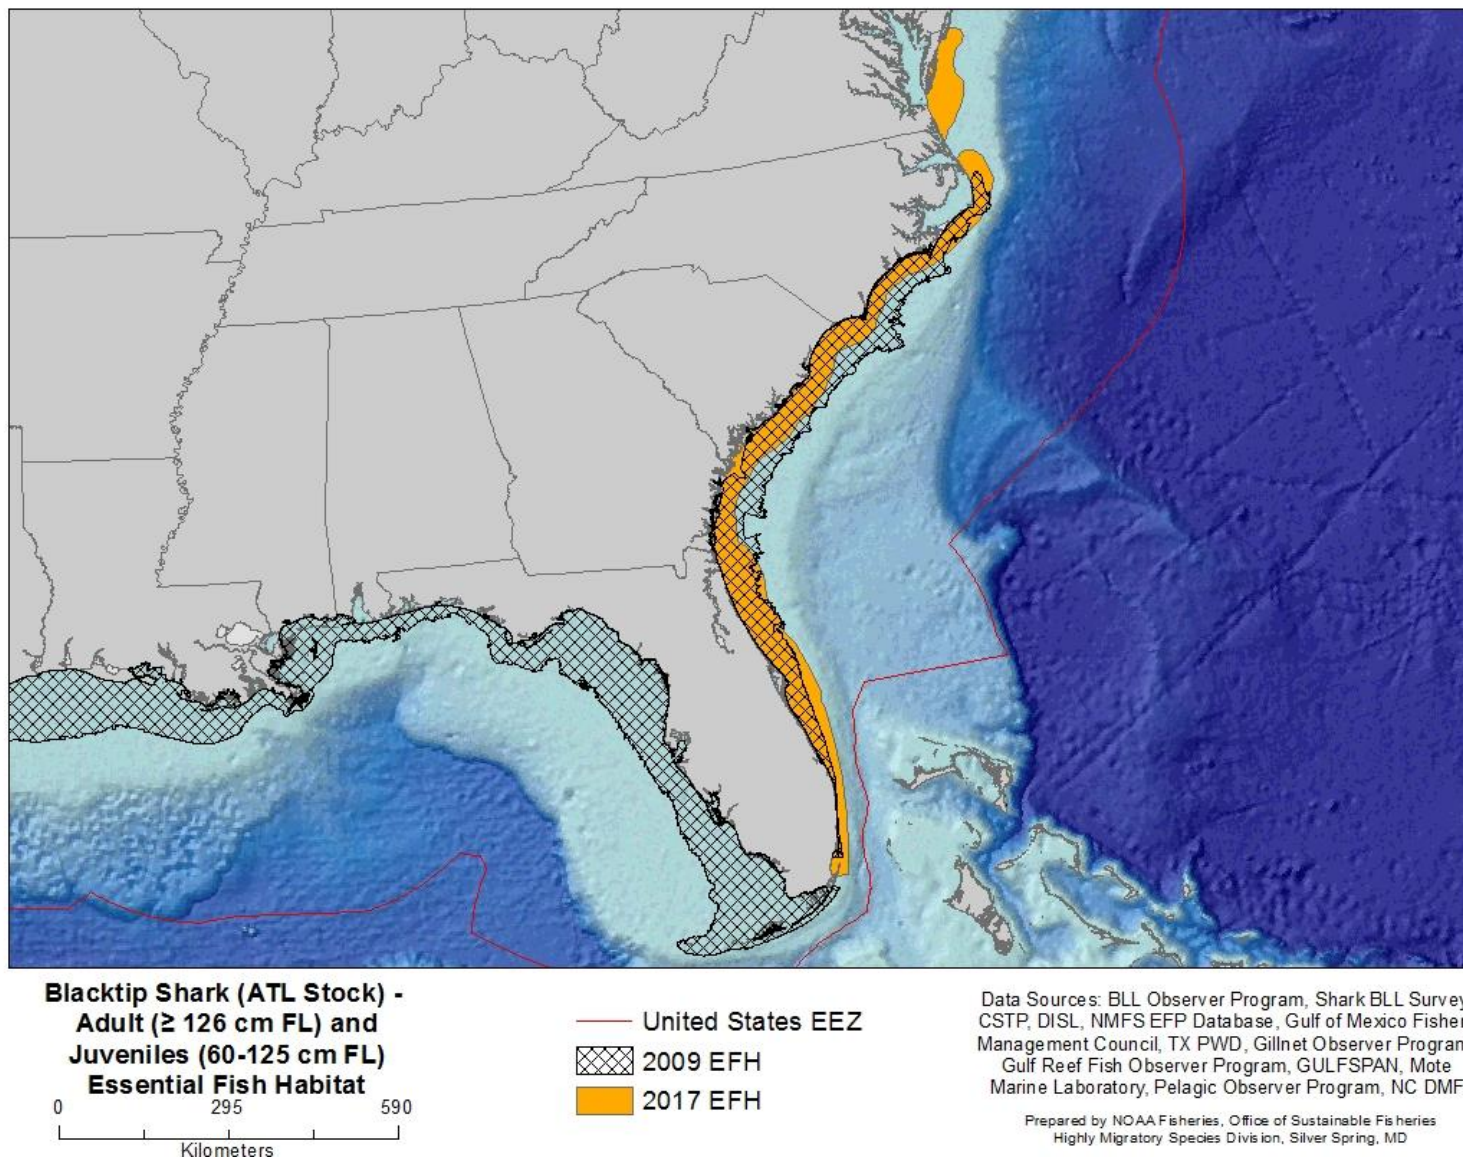 Blacktip Shark (ATL Stock) -
Adult (≥ 126 cm FL) and
Juveniles (60-125 cm FL)
Essential Fish Habitat
0 295 590
Kilometers
United States EEZ
2009 EFH
2017 EFH
Data Sources: BLL Observer Program, Shark BLL Survey
CSTP, DISL, NMFS EFP Database, Gulf of Mexico Fisher
Management Council, TX PWD, Gillnet Observer Program
Gulf Reef Fish Observer Program, GULFSPAN, Mote
Marine Laboratory, Pelagic Observer Program, NC DMF
Prepared by NOAA Fisheries, Office of Sustainable Fisheries
Highly Migratory Species Division, Silver Spring, MD